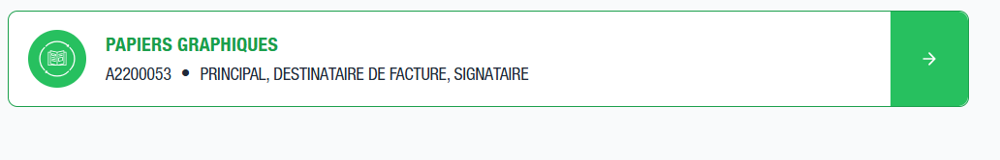 PAPIERS GRAPHIQUES
A2200053 • PRINCIPAL, DESTINATAIRE DE FACTURE, SIGNATAIRE